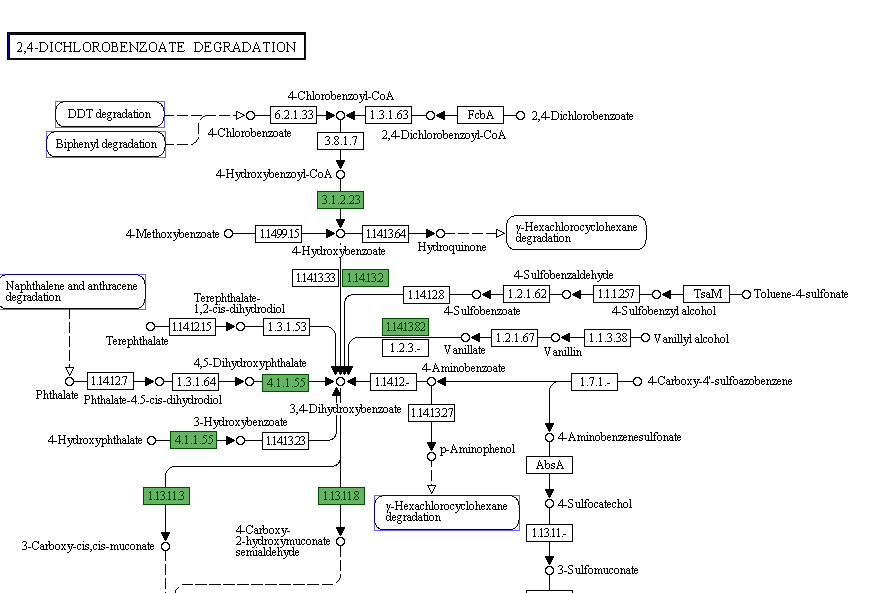 2,4-DICHLOROBENZOATE DEGRADATION
4-Chlorobenzoyl-CoA
DDT degradation
6.2.1.33
1.3.1.63
FcbA
2,4-Dichlorobenzoate
4-Chlorobenzoate
2,4-Dichlorobenzoyl-CoA
Biphenyl degradation
3.8.1.7
4-Hydroxybenzoyl-CoA
3.1.2.23
4-Methoxybenzoate
1.14.99.15
1.14.13.64
γ-Hexachlorocyclohexane
degradation
4-Hydroxybenzoate
Hydroquinone
1.14.13.33
1.14.13.2
4-Sulfobenzaldehyde
Naphthalene and anthracene
degradation
Terephthalate-
1,2-cis-dihydrodiol
1.14.12.8
1.2.1.62
1.1.1.257
TsaM
Toluene-4-sulfonate
4-Sulfobenzoate
4-Sulfobenzyl alcohol
1.14.12.15
1.3.1.53
1.14.13.82
Terephthalate
1.2.3.-
Vanillate
1.2.1.67
Vanillin
1.1.3.38
Vanillyl alcohol
4,5-Dihydroxyphthalate
4-Aminobenzoate
1.14.12.7
1.3.1.64
4.1.1.55
1.14.12.-
1.7.1.-
4-Carboxy-4'-sulfoazobenzene
Phthalate
Phthalate-4.5-cis-dihydrodiol
3,4-Dihydroxybenzoate
1.14.13.27
3-Hydroxybenzoate
4-Hydroxyphthalate
4.1.1.55
1.14.13.23
p-Aminophenol
4-Aminobenzenesulfonate
AbsA
1.13.11.3
1.13.11.8
γ-Hexachlorocyclohexane
degradation
4-Sulfocatechol
3-Carboxy-cis,cis-muconate
4-Carboxy-
2-hydroxymuconate
semialdehyde
1.13.11.-
3-Sulfomuconate